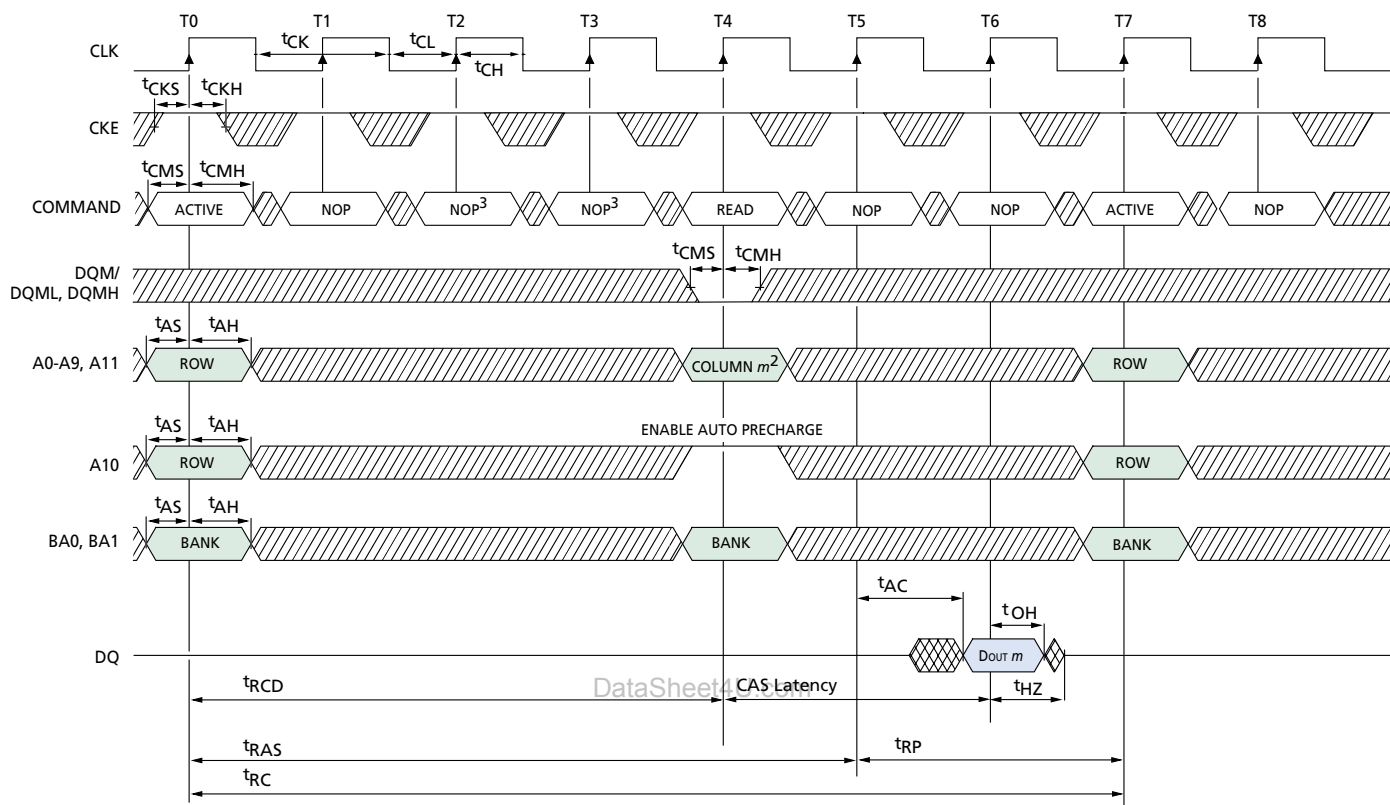 T0 T1 T2 T3 T4 T5 T6 T7 T8
CLK tCK tCL tCH
tCKS tCKH
CKE
tCMS tCMH
COMMAND ACTIVE NOP NOP3 NOP3 READ NOP NOP ACTIVE NOP
tCMS tCMH
DQM/
DQML, DQMH
tAS tAH
A0-A9, A11 ROW COLUMN m2 ROW
tAS tAH ENABLE AUTO PRECHARGE
A10 ROW ROW
tAS tAH
BA0, BA1 BANK BANK BANK
tAC tOH
DQ DOUT m
tRCD CAS Latency tHZ
DataSheet4U.com
tRAS tRP
tRC